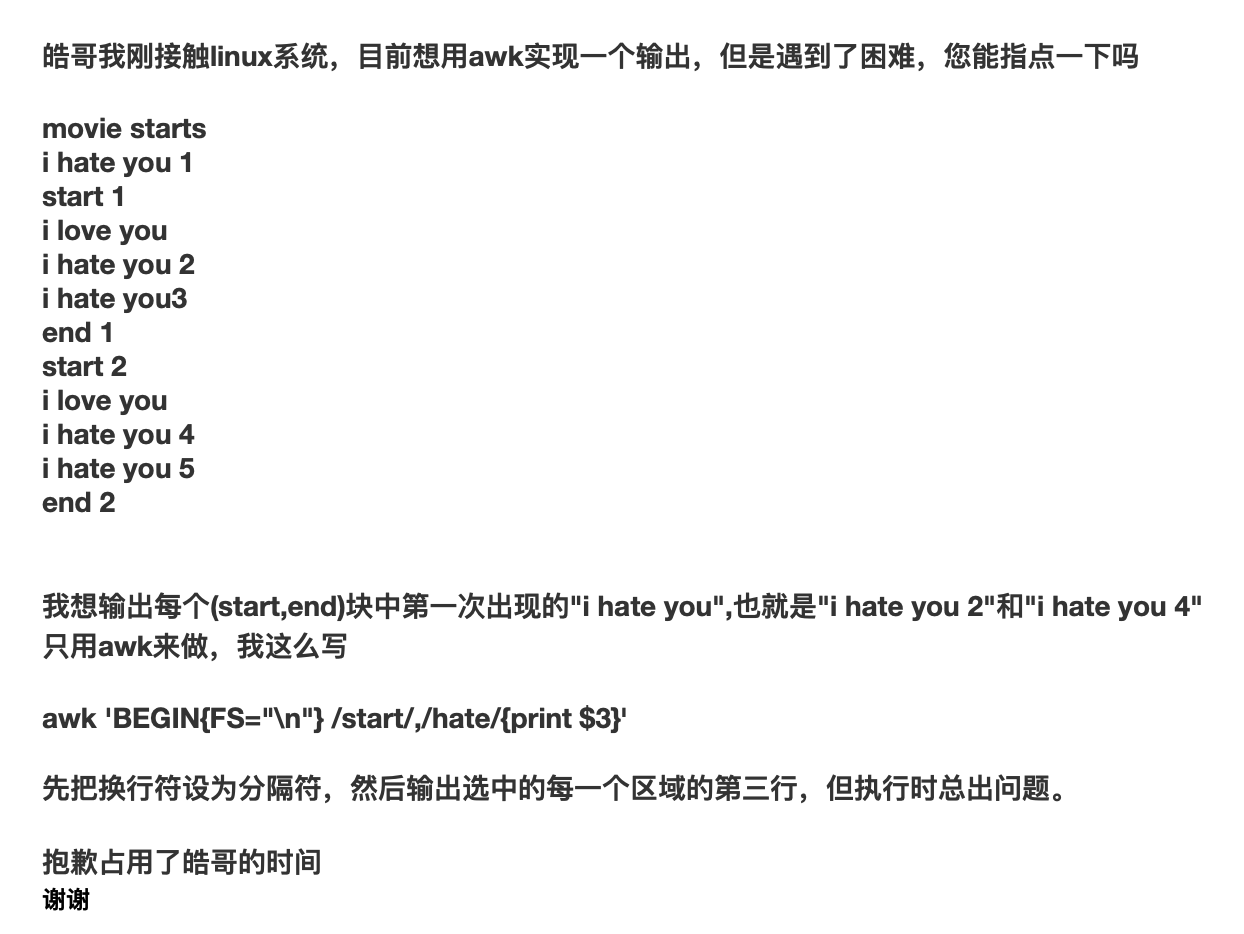 皓哥我刚接触linux系统，目前想用awk实现一个输出，但是遇到了困难，您能指点一下吗
movie starts
i hate you 1
start 1
i love you
i hate you 2
i hate you3
end 1
start 2
i love you
i hate you 4
i hate you 5
end 2
我想输出每个(start,end)块中第一次出现的"i hate you",也就是"i hate you 2"和"i hate you 4"
只用awk来做，我这么写
awk 'BEGIN{FS="\n"} /start/,/hate/{print $3}'
先把换行符设为分隔符，然后输出选中的每一个区域的第三行，但执行时总出问题。
抱歉占用了皓哥的时间
谢谢